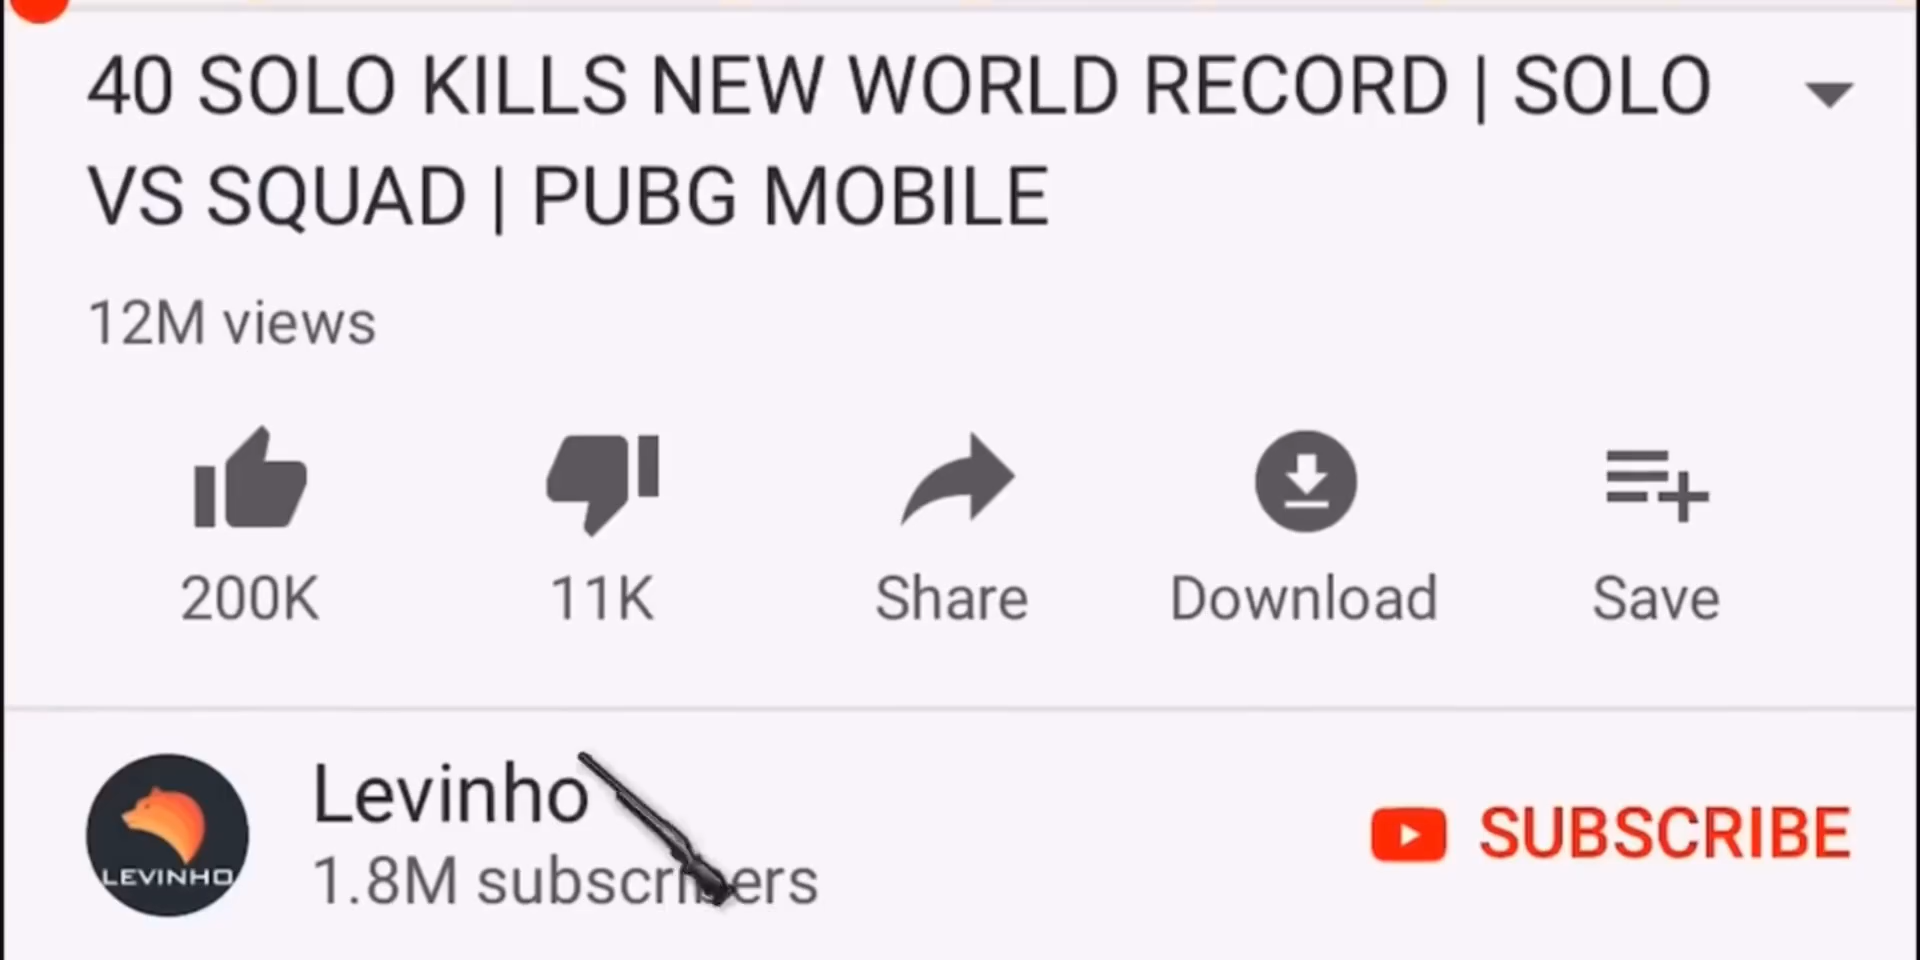 40 SOLO KILLS NEW WORLD RECORD | SOLO
VS SQUAD | PUBG MOBILE
12M views
200K
11K
Share
Download
Save
LEVINHO
Levinho
1.8M subscribers
SUBSCRIBE